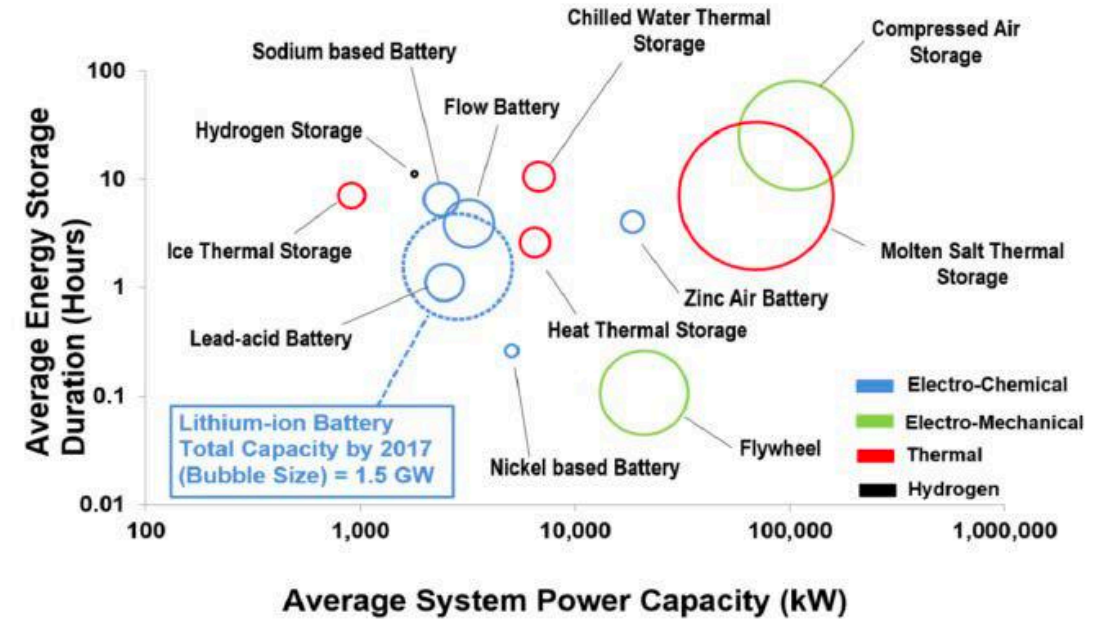 Chilled Water Thermal
Storage
Compressed Air
Storage
Sodium based Battery
Flow Battery
Hydrogen Storage
Ice Thermal Storage
Lead-acid Battery
Molten Salt Thermal
Storage
Zinc Air Battery
Heat Thermal Storage
Lithium-ion Battery
Total Capacity by 2017
(Bubble Size) = 1.5 GW
Nickel based Battery
Flywheel
Electro-Chemical
Electro-Mechanical
Thermal
Hydrogen
Average Energy Storage
Duration (Hours)
100
10
1
0.1
0.01
100
1,000
10,000
100,000
1,000,000
Average System Power Capacity (kW)